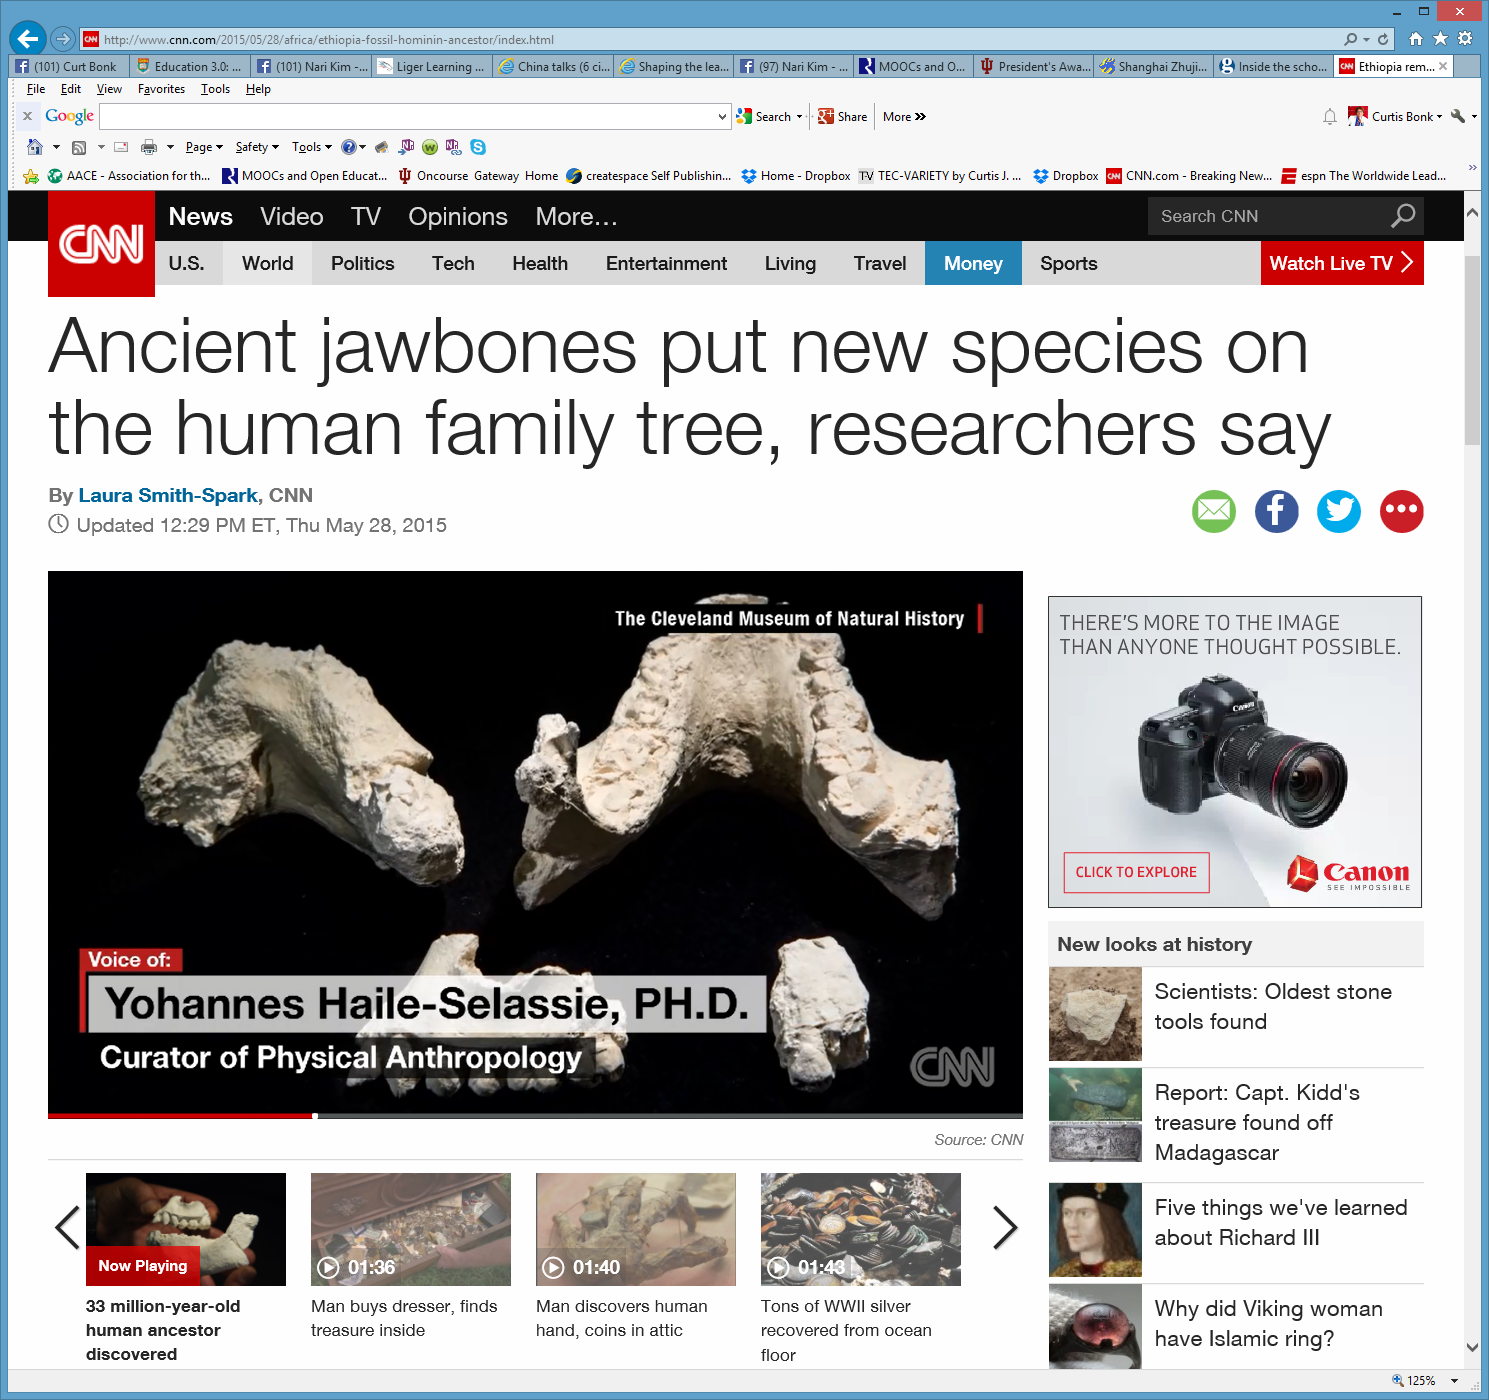 http://www.cnn.com/2015/05/28/africa/ethiopia-fossil-hominin-ancestor/index.html
(101) Curt Bonk
Education 3.0: ...
(101) Nari Kim -...
Liger Learning ...
China talks (6 ci...
Shaping the lea...
(97) Nari Kim - ...
MOOCs and O...
President's Awa...
Shanghai Zhuji...
Inside the scho...
CNN Ethiopia rem...
File Edit View Favorites Tools Help
x Google Search Share More » Curtis Bonk
Page Safety Tools
AACE - Association for th... MOOCs and Open Educat... Oncourse Gateway Home createspace Self Publishin... Home - Dropbox TV TEC-VARIETY by Curtis J. ... Dropbox CNN CNN.com - Breaking New... espn The Worldwide Lead... »
CNN
News Video TV Opinions More... Search CNN
U.S. World Politics Tech Health Entertainment Living Travel Money Sports Watch Live TV
Ancient jawbones put new species on
the human family tree, researchers say
By Laura Smith-Spark, CNN
Updated 12:29 PM ET, Thu May 28, 2015
The Cleveland Museum of Natural History
Voice of:
Yohannes Haile-Selassie, PH.D.
Curator of Physical Anthropology
CNN
Source: CNN
Now Playing
33 million-year-old
human ancestor
discovered
01:36
Man buys dresser, finds
treasure inside
01:40
Man discovers human
hand, coins in attic
01:43
Tons of WWII silver
recovered from ocean
floor
THERE'S MORE TO THE IMAGE
THAN ANYONE THOUGHT POSSIBLE.
Canon
CLICK TO EXPLORE
Canon
SEE IMPOSSIBLE
New looks at history
Scientists: Oldest stone
tools found
Report: Capt. Kidd's
treasure found off
Madagascar
Five things we've learned
about Richard III
Why did Viking woman
have Islamic ring?
125%